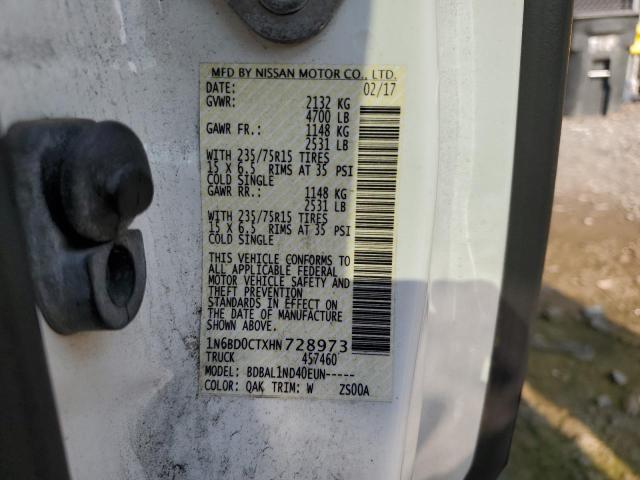 MFD BY NISSAN MOTOR CO., LTD.
DATE: 02/17
GVWR: 2132 KG
4700 LB
GAWR FR.: 1148 KG
2531 LB
WITH 235/75R15 TIRES
15 X 6.5 RIMS AT 35 PSI
COLD SINGLE
GAWR RR.: 1148 KG
2531 LB
WITH 235/75R15 TIRES
15 X 6.5 RIMS AT 35 PSI
COLD SINGLE
THIS VEHICLE CONFORMS TO
ALL APPLICABLE FEDERAL
MOTOR VEHICLE SAFETY AND
THEFT PREVENTION
STANDARDS IN EFFECT ON
THE DATE OF MANUFACTURE
SHOWN ABOVE.
1N6BD0CTXHN728973
TRUCK 457460
MODEL: BDBAL1ND40EUN-----
COLOR: QAK TRIM: W ZS00A